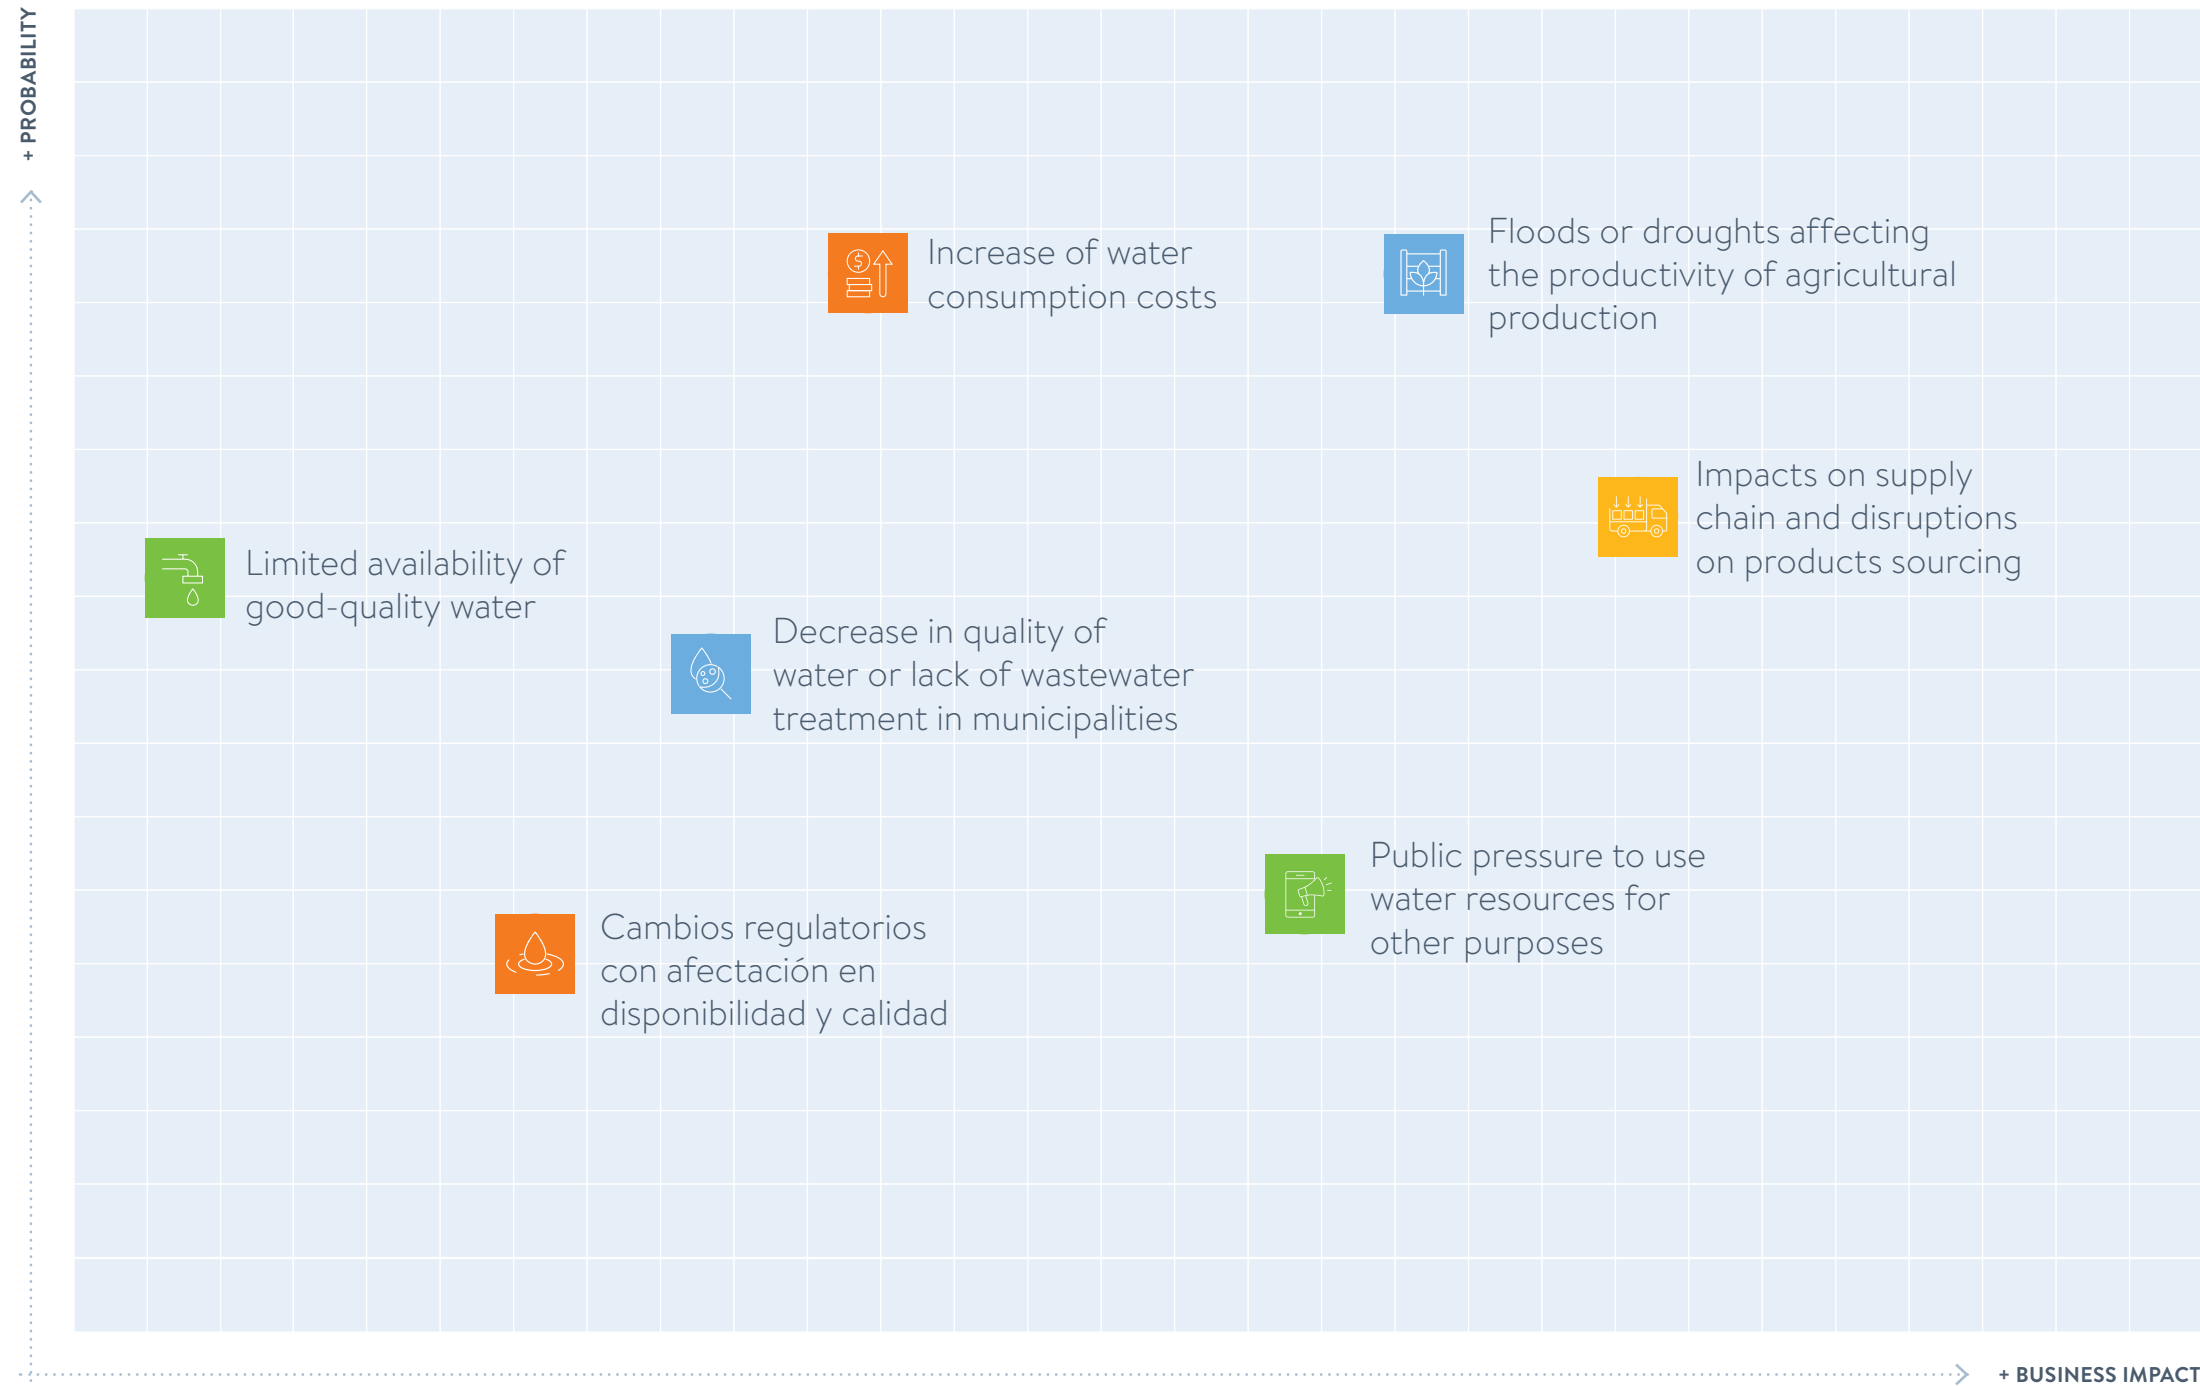 + PROBABILITY
Increase of water
consumption costs
Floods or droughts affecting
the productivity of agricultural
production
Impacts on supply
chain and disruptions
on products sourcing
Limited availability of
good-quality water
Decrease in quality of
water or lack of wastewater
treatment in municipalities
Public pressure to use
water resources for
other purposes
Cambios regulatorios
con afectación en
disponibilidad y calidad
+ BUSINESS IMPACT